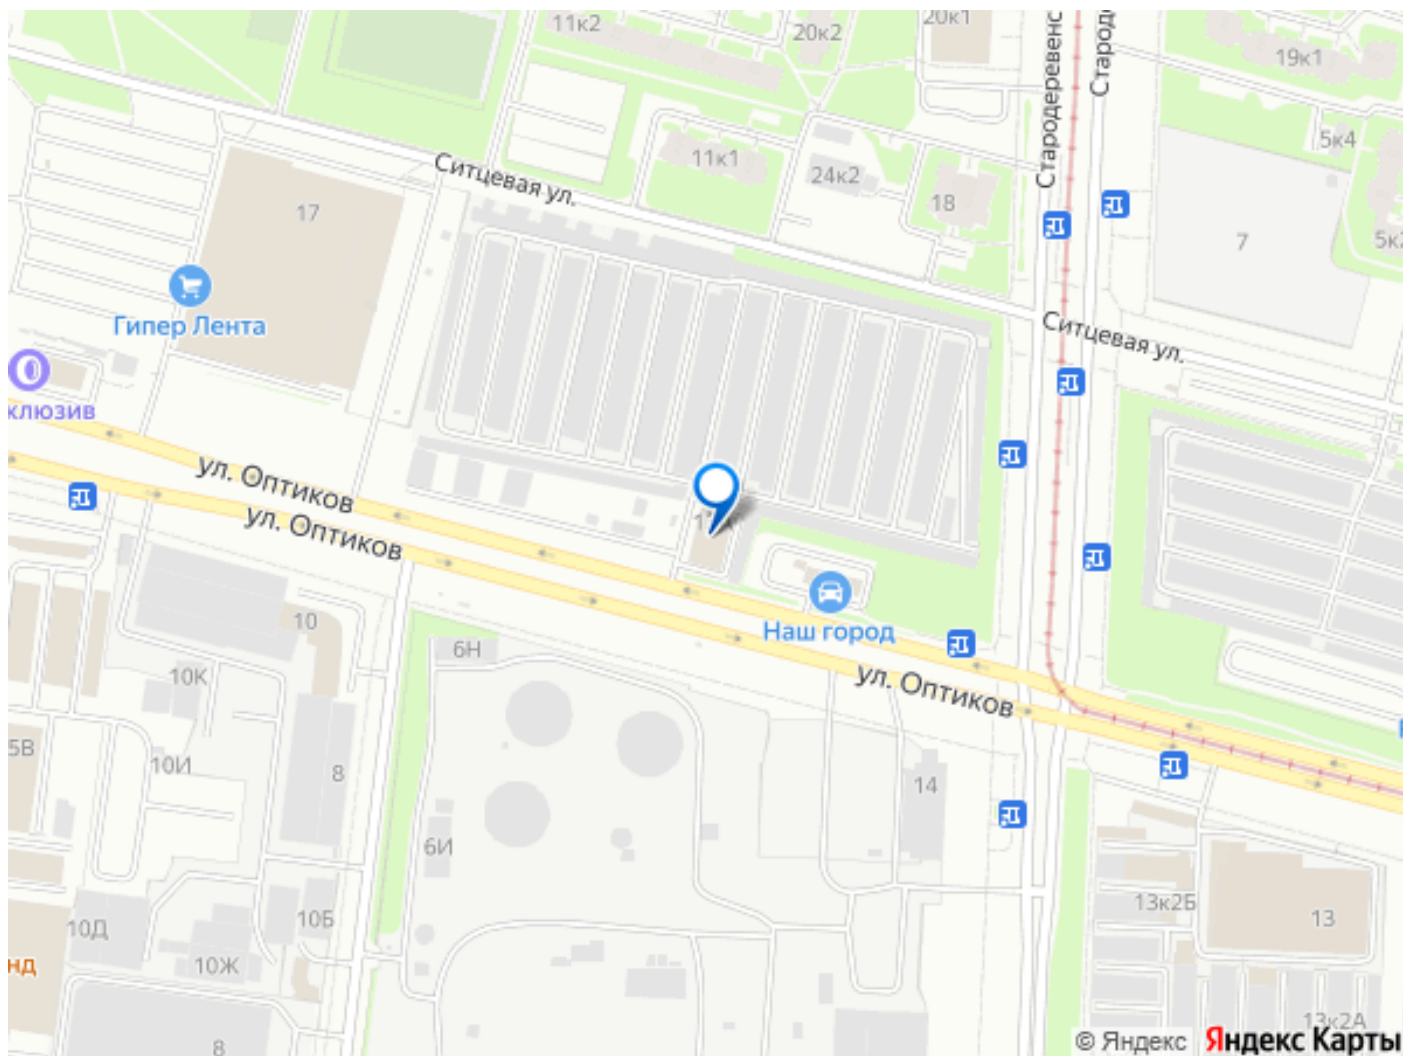 11к2
20к2
20к1
Стародеревенс
Старод
19к1
5к4
11к1
24к2
Ситцевая ул.
18
17
7
5к2
Гипер Лента
Ситцевая ул.
клюзив
ул. Оптиков
ул. Оптиков
Наш город
10
6Н
10К
ул. Оптиков
5В
10И
8
14
6И
13к2Б
10Б
13
10Д
нд
10Ж
13к2А
8
© Яндекс
Яндекс Карты